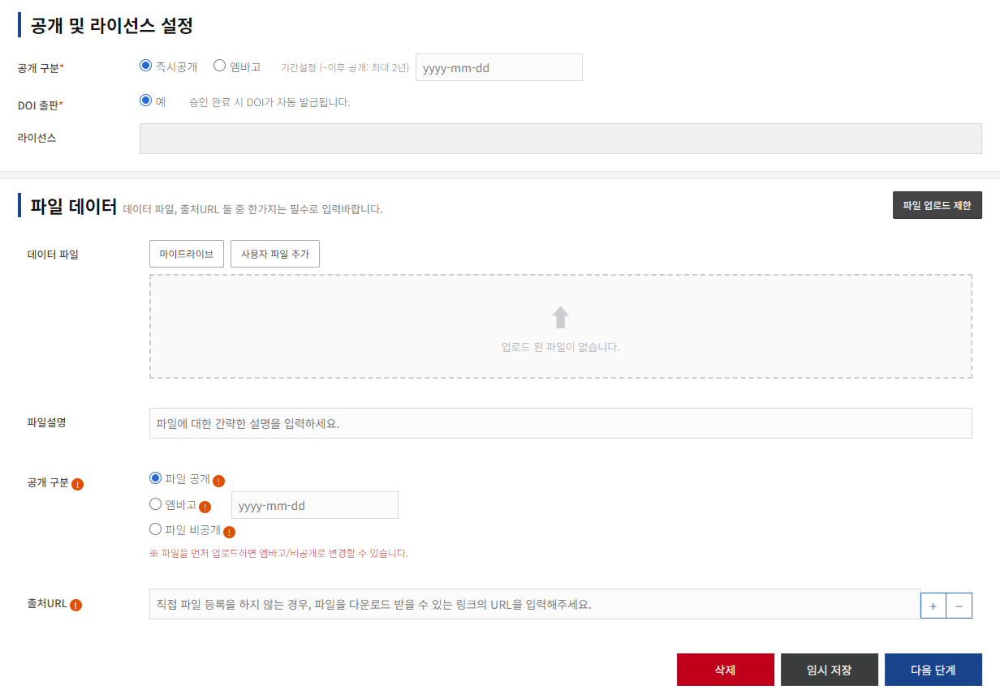 공개 및 라이선스 설정
공개 구분* 즉시공개 엠바고 기간설정 (~이후 공개: 최대 2년) yyyy-mm-dd
DOI 출판* 예 승인 완료 시 DOI가 자동 발급됩니다.
라이선스
파일 데이터 데이터 파일, 출처URL 둘 중 한가지는 필수로 입력바랍니다. 파일 업로드 제한
데이터 파일 마이드라이브 사용자 파일 추가
업로드 된 파일이 없습니다.
파일설명 파일에 대한 간략한 설명을 입력하세요.
공개 구분 ! 파일 공개 !
엠바고 ! yyyy-mm-dd
파일 비공개 !
※ 파일을 먼저 업로드하면 엠바고/비공개로 변경할 수 있습니다.
출처URL ! 직접 파일 등록을 하지 않는 경우, 파일을 다운로드 받을 수 있는 링크의 URL을 입력해주세요. + −
삭제 임시 저장 다음 단계